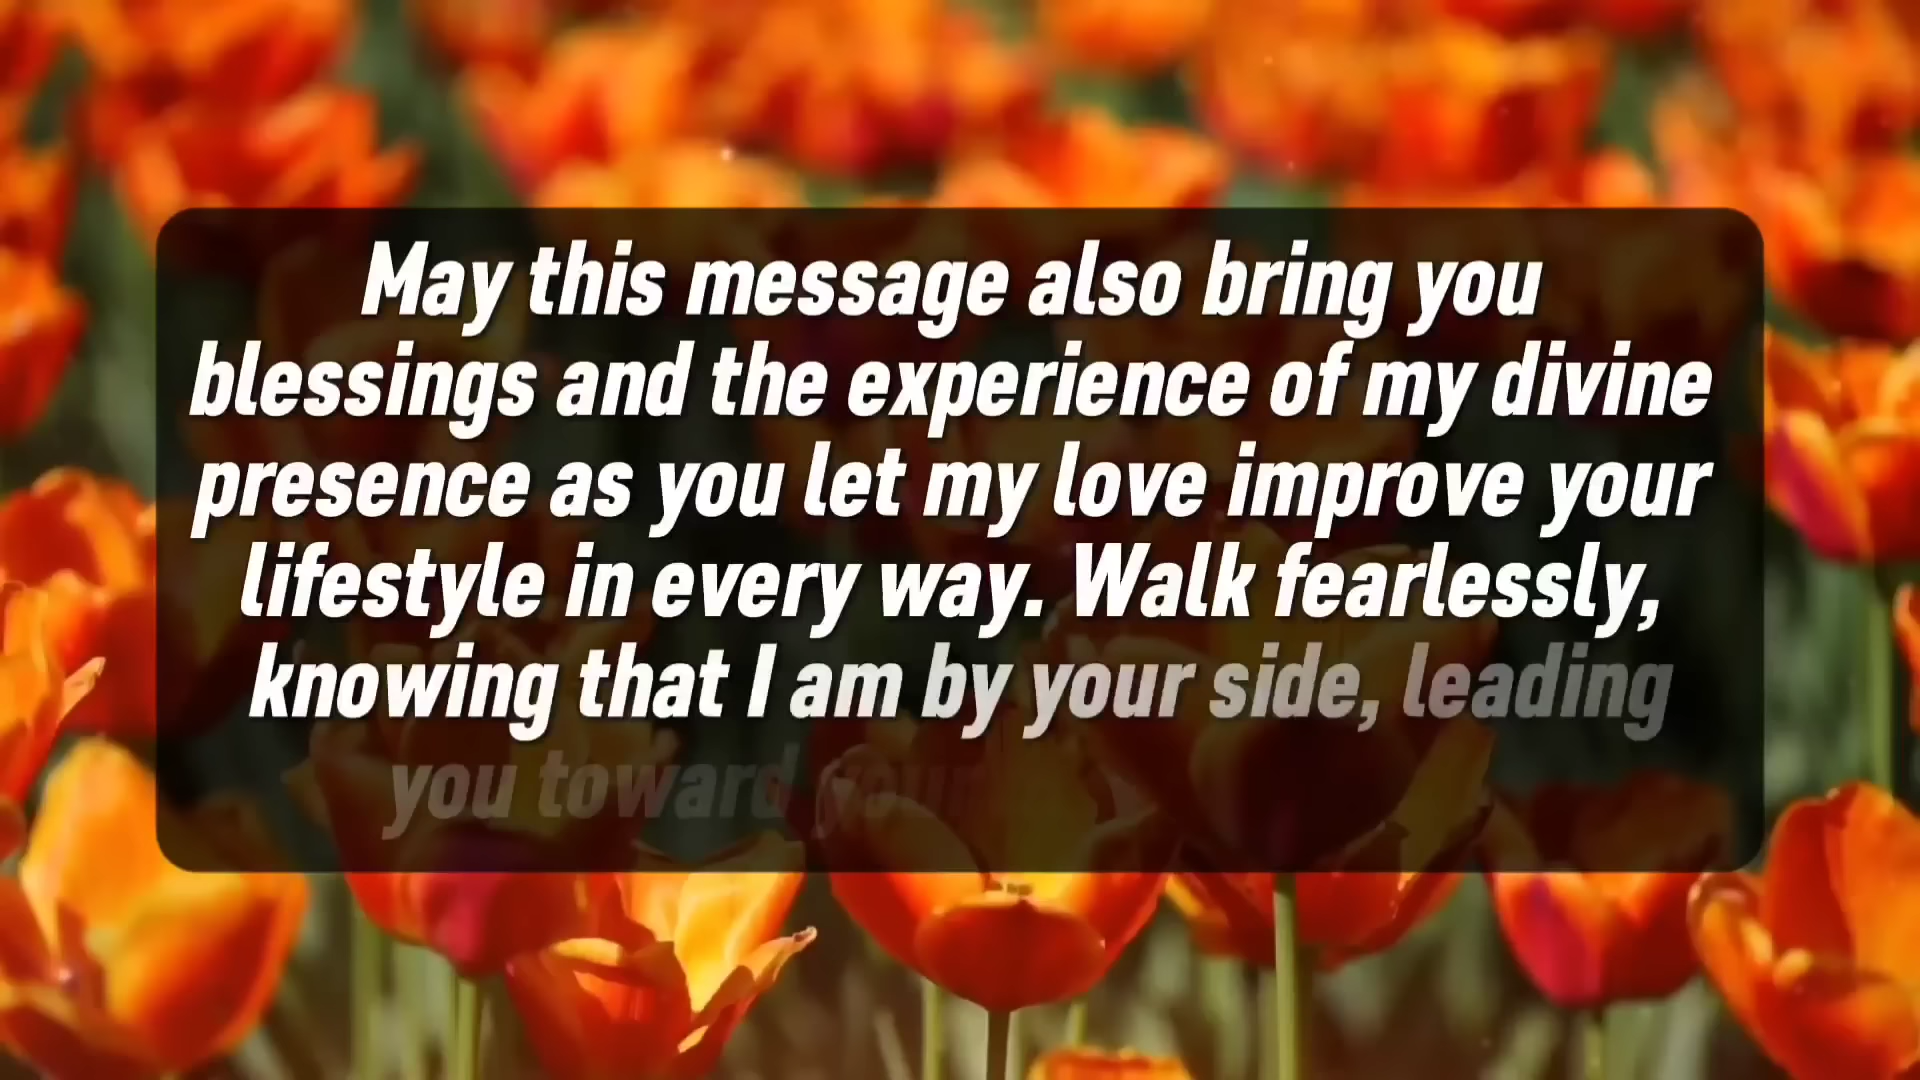 May this message also bring you
blessings and the experience of my divine
presence as you let my love improve your
lifestyle in every way. Walk fearlessly,
knowing that I am by your side, leading
you toward your